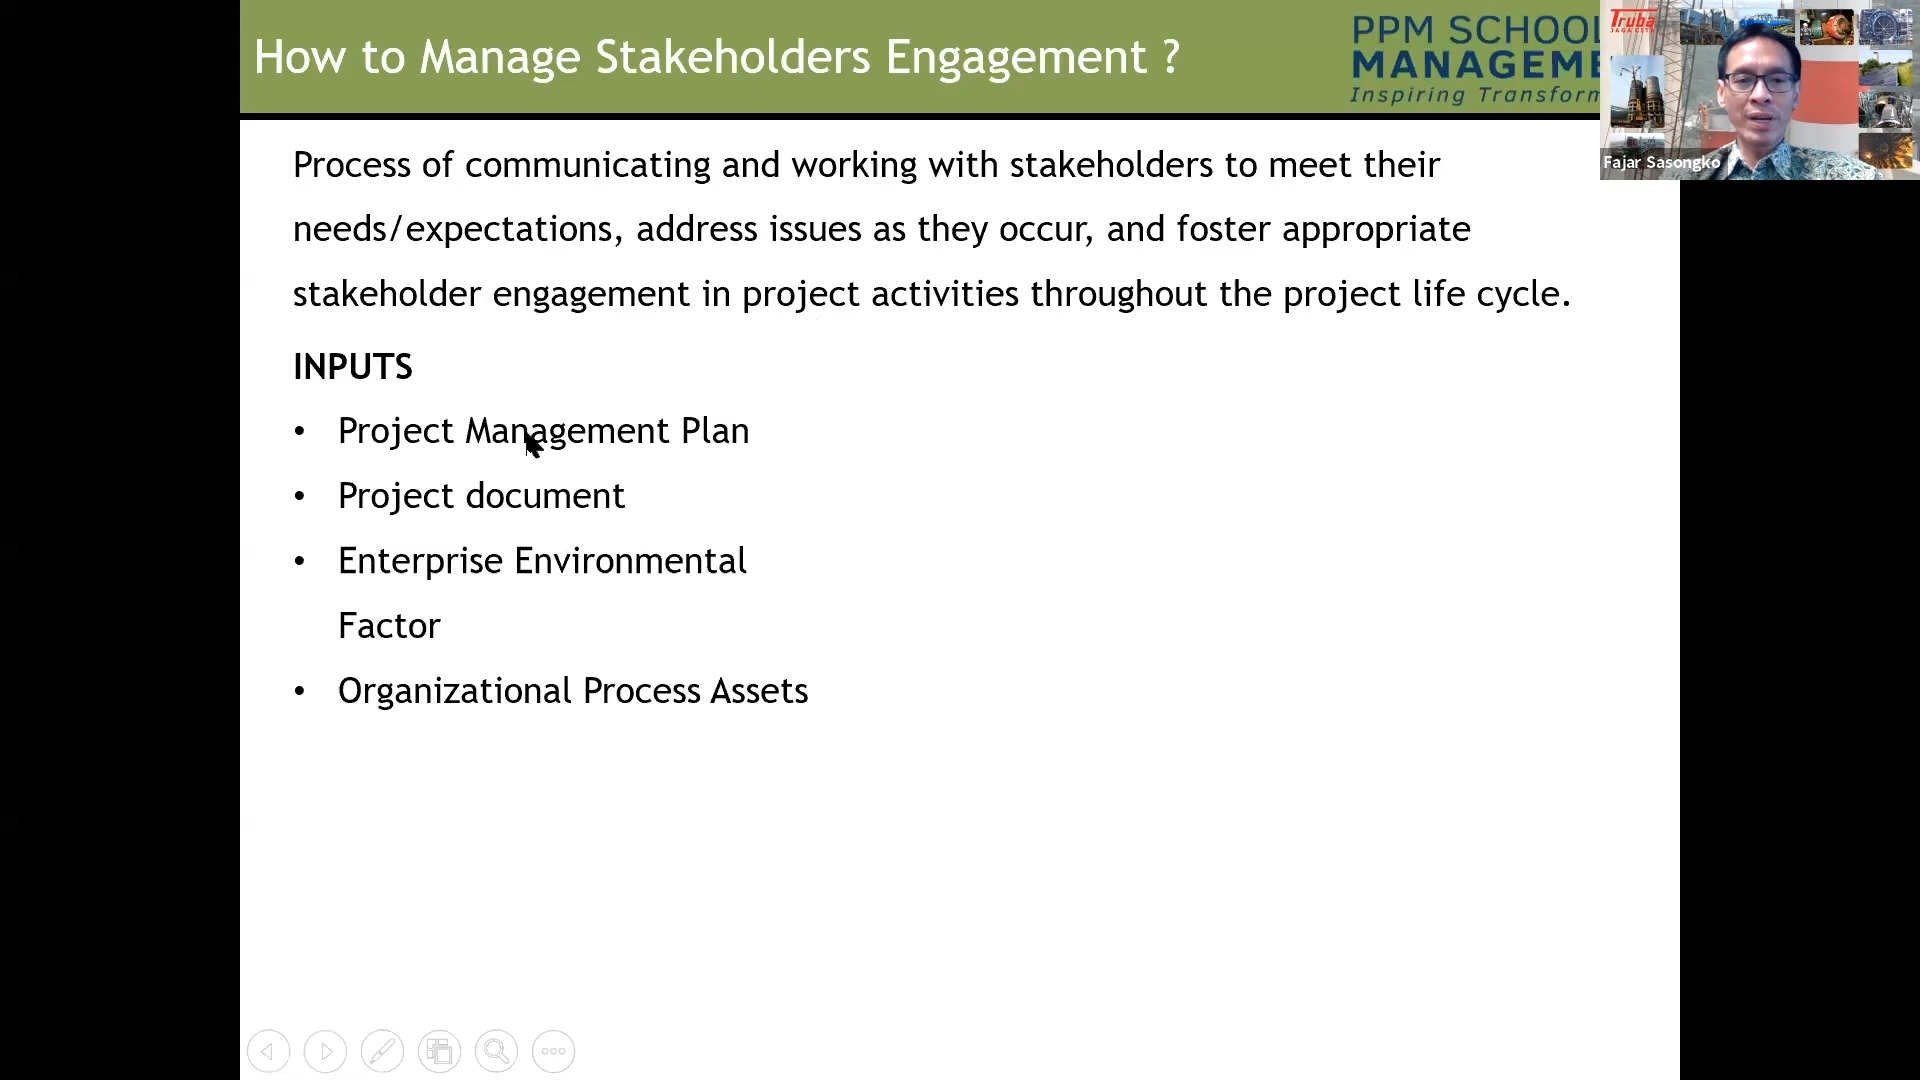 How to Manage Stakeholders Engagement ?
PPM SCHOOL
MANAGEME
Inspiring Transform
Truba
JAGA CITA
Fajar Sasongko
Process of communicating and working with stakeholders to meet their
needs/expectations, address issues as they occur, and foster appropriate
stakeholder engagement in project activities throughout the project life cycle.
INPUTS
• Project Management Plan
• Project document
• Enterprise Environmental
Factor
• Organizational Process Assets